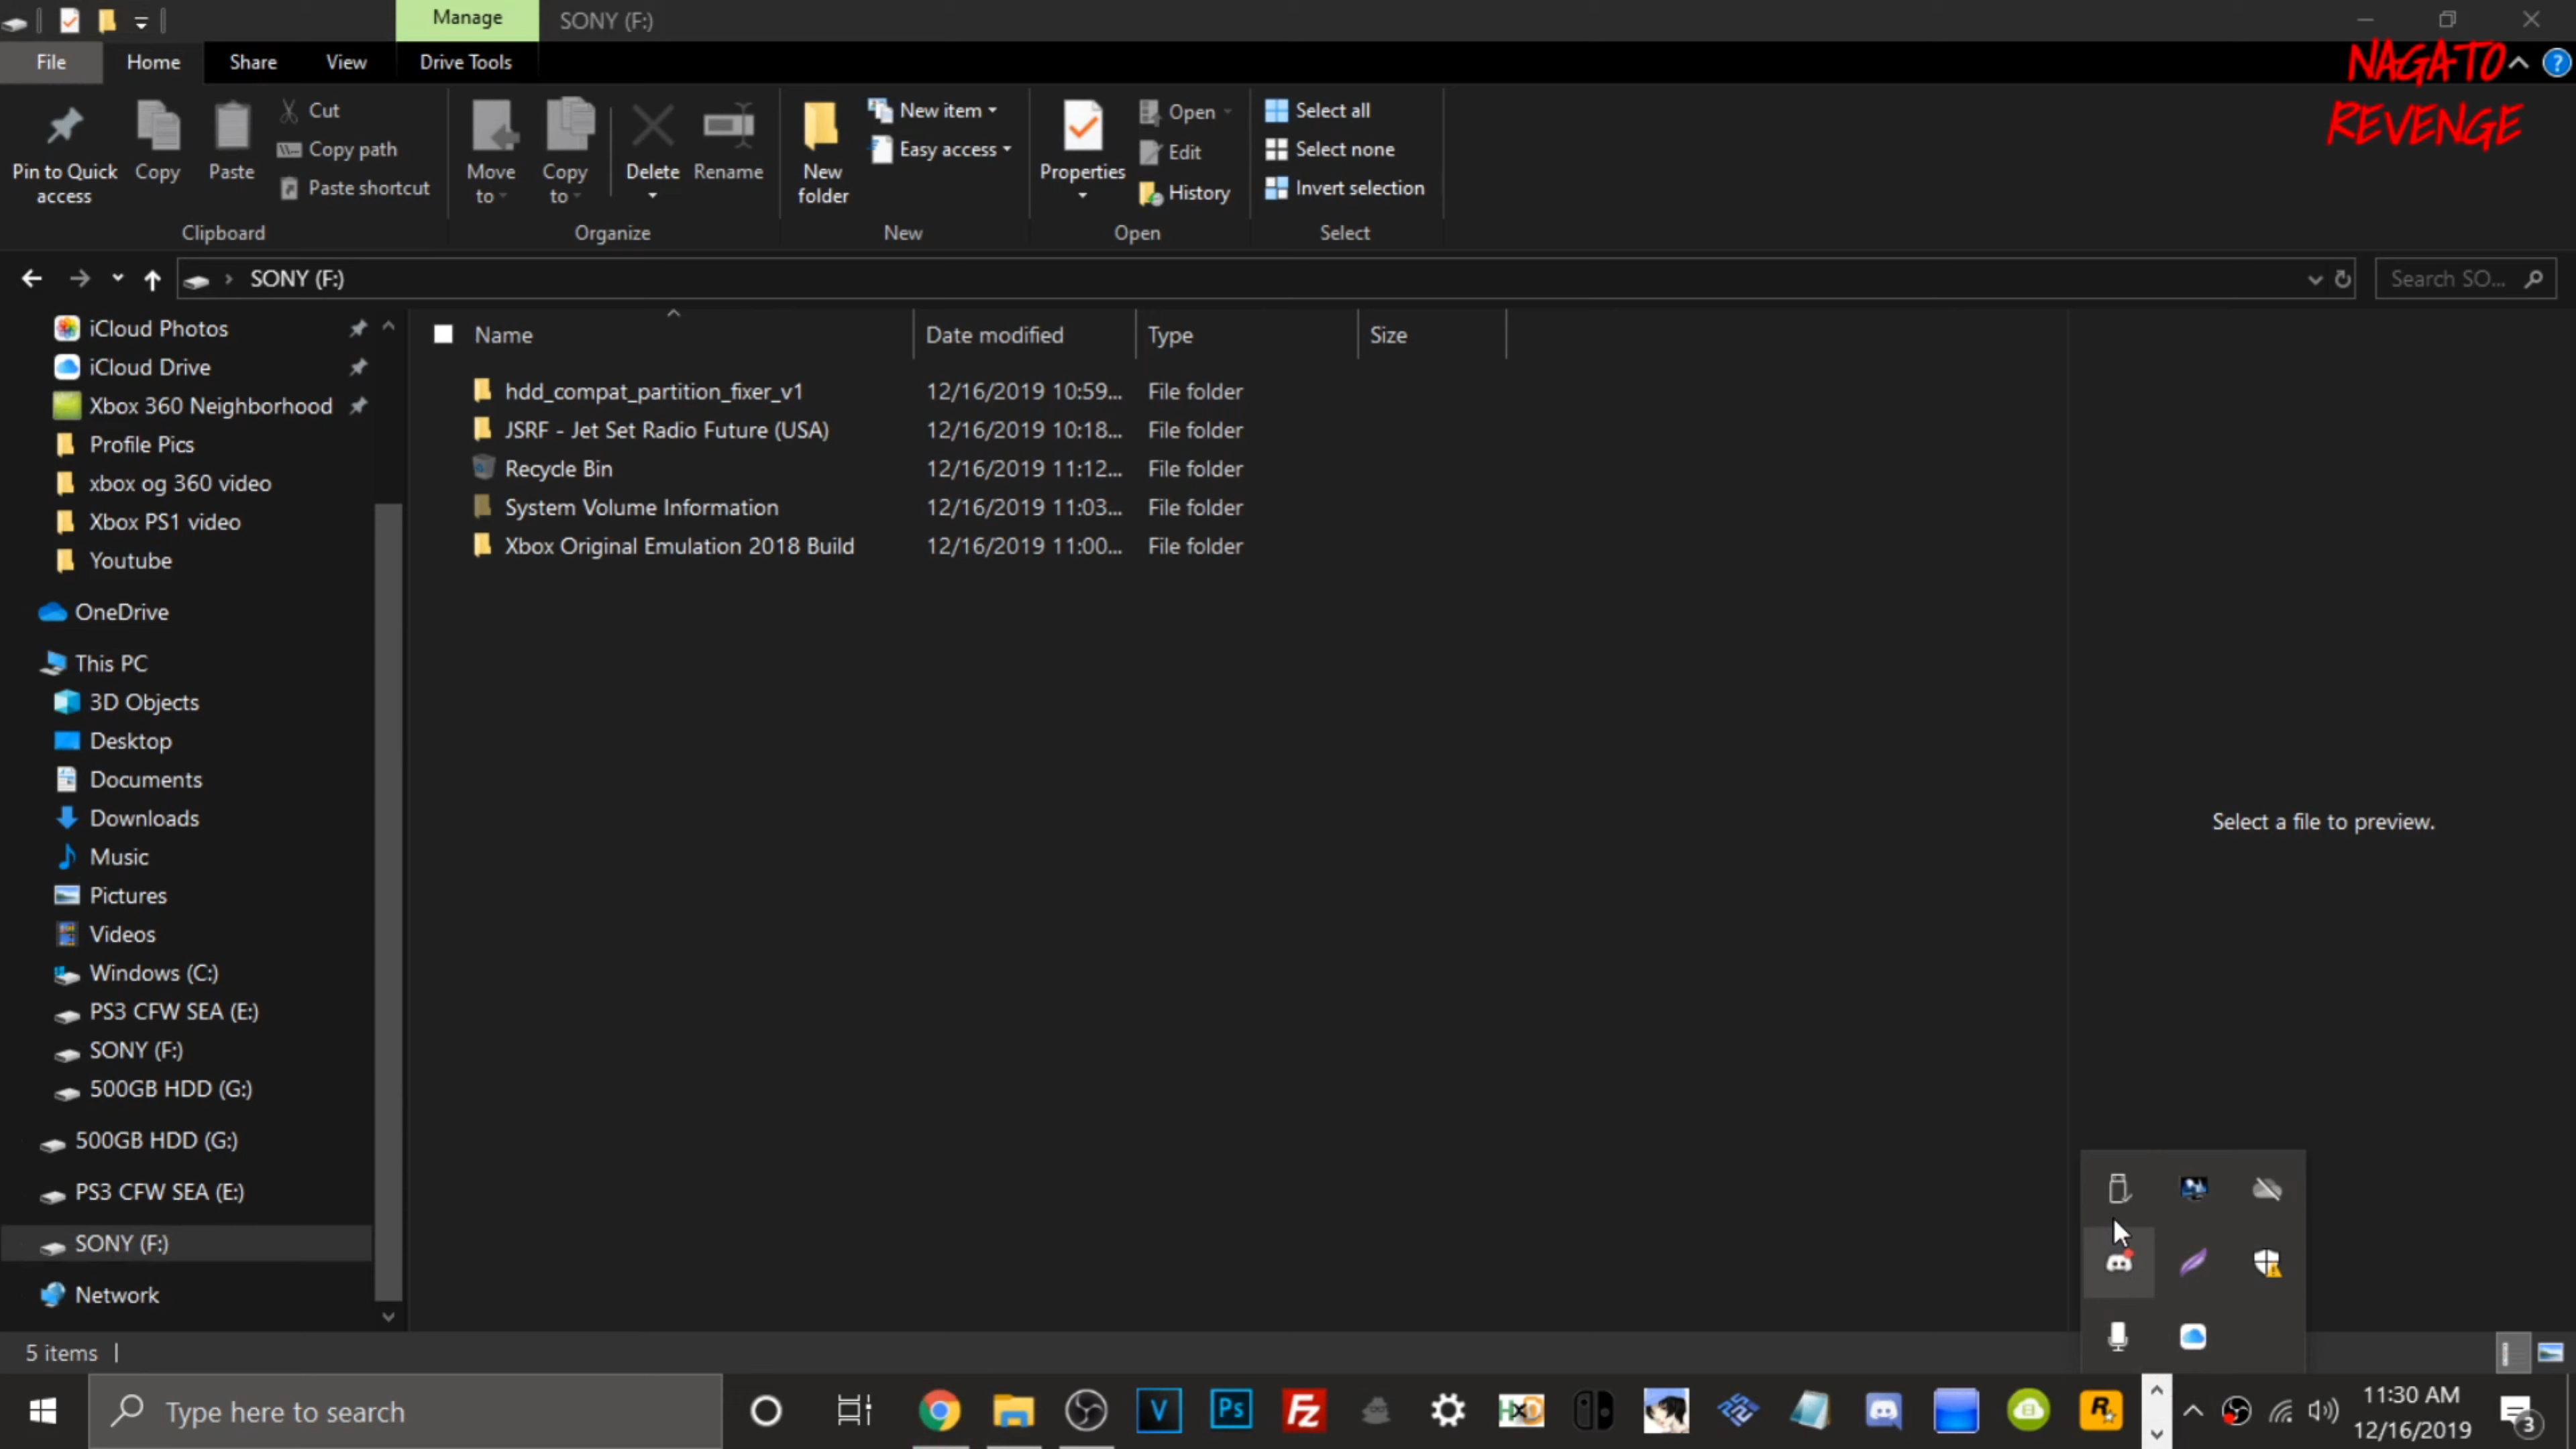 Manage SONY (F:)
File Home Share View Drive Tools
NAGATO
REVENGE
Pin to Quick access
Copy
Paste
Cut
Copy path
Paste shortcut
Clipboard
Move to
Copy to
Delete
Rename
Organize
New folder
New item
Easy access
New
Properties
Open
Edit
History
Open
Select all
Select none
Invert selection
Select
SONY (F:)
Search SO...
iCloud Photos
iCloud Drive
Xbox 360 Neighborhood
Profile Pics
xbox og 360 video
Xbox PS1 video
Youtube
OneDrive
This PC
3D Objects
Desktop
Documents
Downloads
Music
Pictures
Videos
Windows (C:)
PS3 CFW SEA (E:)
SONY (F:)
500GB HDD (G:)
500GB HDD (G:)
PS3 CFW SEA (E:)
SONY (F:)
Network
Name Date modified Type Size
hdd_compat_partition_fixer_v1 12/16/2019 10:59... File folder
JSRF - Jet Set Radio Future (USA) 12/16/2019 10:18... File folder
Recycle Bin 12/16/2019 11:12... File folder
System Volume Information 12/16/2019 11:03... File folder
Xbox Original Emulation 2018 Build 12/16/2019 11:00... File folder
Select a file to preview.
5 items
Type here to search
V
Ps
Fz
HxD
R
11:30 AM
12/16/2019
3